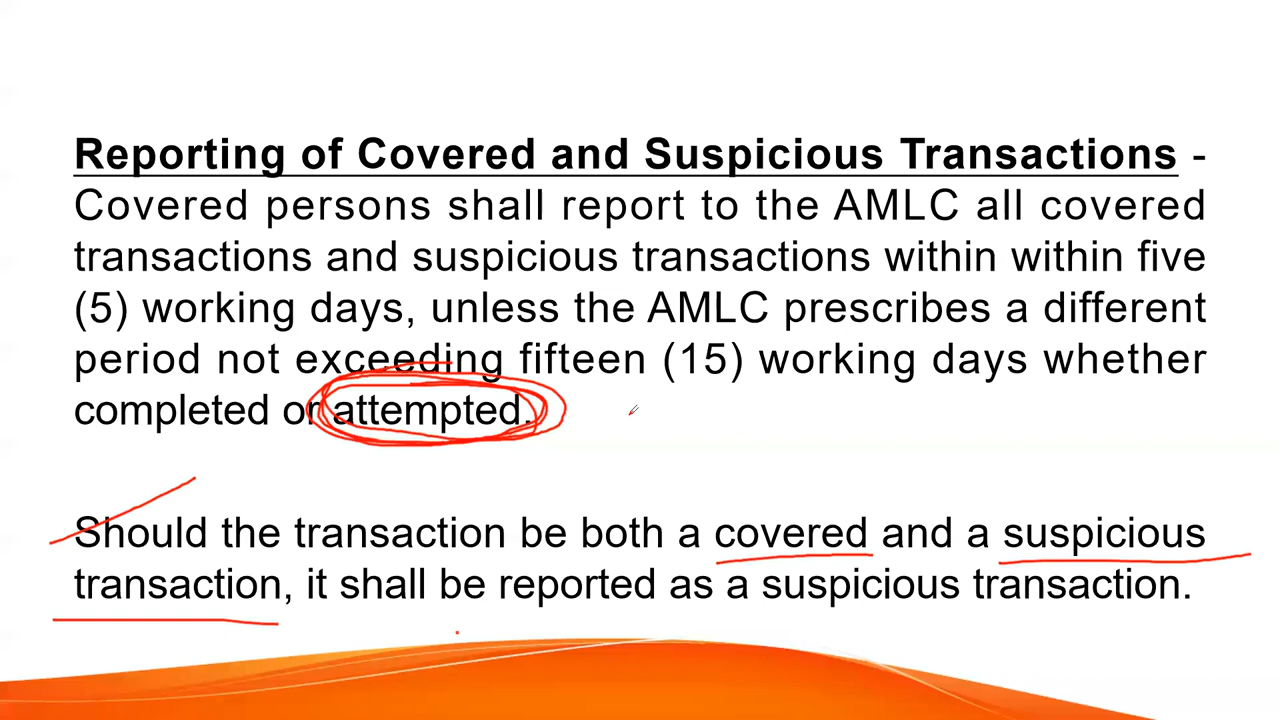 Reporting of Covered and Suspicious Transactions -
Covered persons shall report to the AMLC all covered
transactions and suspicious transactions within within five
(5) working days, unless the AMLC prescribes a different
period not exceeding fifteen (15) working days whether
completed or attempted.
Should the transaction be both a covered and a suspicious
transaction, it shall be reported as a suspicious transaction.